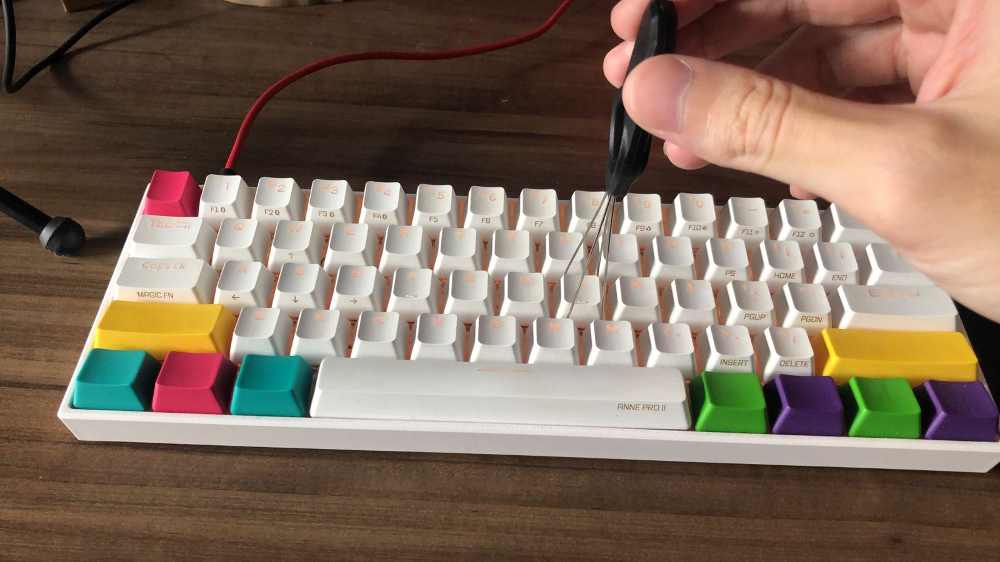 ! 1 @ 2 # 3 $ 4 % 5 ^ 6 & 7 * 8 ( 9 ) 0 _ - + =
F1 F2 F3 F4 F5 F6 F7 F8 F9 F10 F11 F12
Tab Q W E R T Y U I O P { [ } ]
PS HOME END
Caps Lk A S D F G H J K L : ; " ' Enter
MAGIC FN PGUP PGDN
Z X C V B N M < , > . ? /
INSERT DELETE
ANNE PRO II